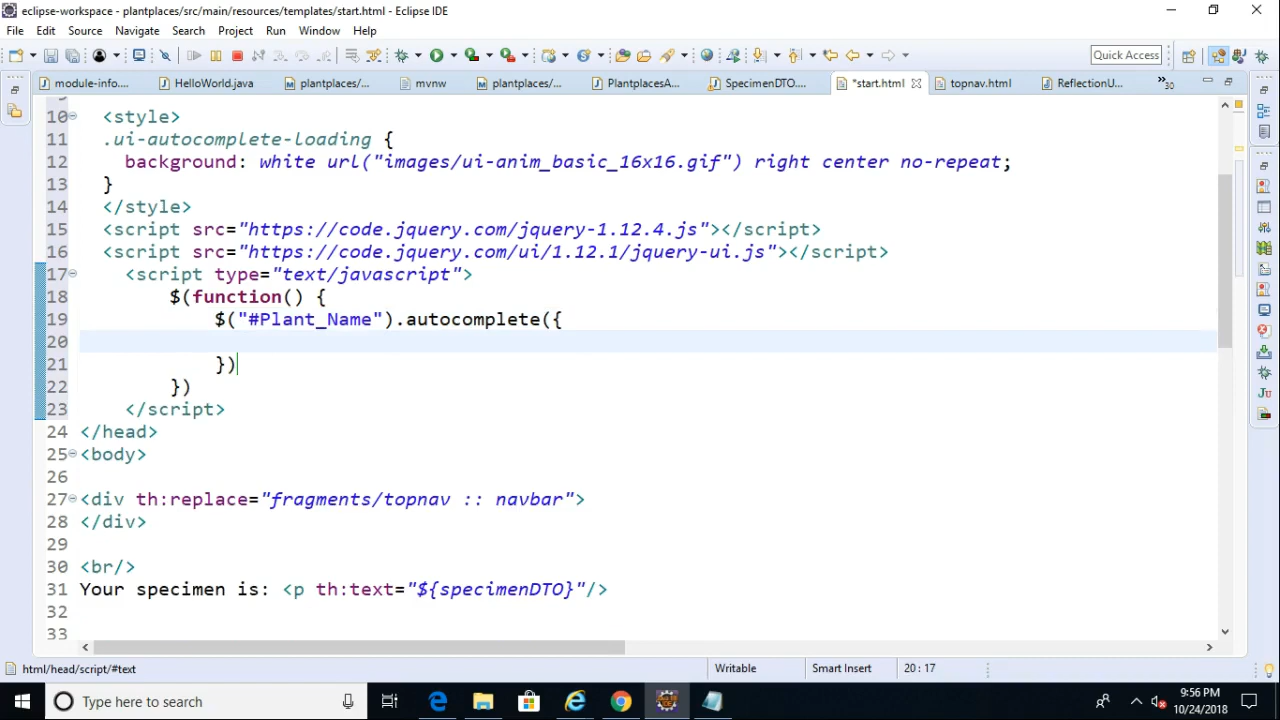 eclipse-workspace - plantplaces/src/main/resources/templates/start.html - Eclipse IDE
File Edit Source Refactor Navigate Search Project Run Window Help
Quick Access
module-info....
HelloWorld.java
plantplaces/...
mvnw
plantplaces/...
PlantplacesA...
SpecimenDTO....
*start.html
topnav.html
ReflectionU...
»30
10 <style>
11 .ui-autocomplete-loading {
12 background: white url("images/ui-anim_basic_16x16.gif") right center no-repeat;
13 }
14 </style>
15 <script src="https://code.jquery.com/jquery-1.12.4.js"></script>
16 <script src="https://code.jquery.com/ui/1.12.1/jquery-ui.js"></script>
17 <script type="text/javascript">
18 $(function() {
19 $("#Plant_Name").autocomplete({
20
21 })
22 })
23 </script>
24 </head>
25 <body>
26
27 <div th:replace="fragments/topnav :: navbar">
28 </div>
29
30 <br/>
31 Your specimen is: <p th:text="${specimenDTO}"/>
32
33
html/head/script/#text
Writable
Smart Insert
20 : 17
Type here to search
9:56 PM
10/24/2018